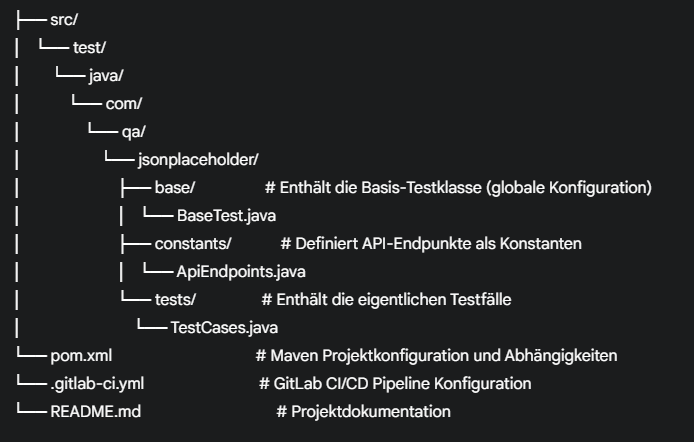 ├── src/
│   └── test/
│       └── java/
│           └── com/
│               └── qa/
│                   └── jsonplaceholder/
│                       ├── base/               # Enthält die Basis-Testklasse (globale Konfiguration)
│                       │   └── BaseTest.java
│                       ├── constants/          # Definiert API-Endpunkte als Konstanten
│                       │   └── ApiEndpoints.java
│                       └── tests/              # Enthält die eigentlichen Testfälle
│                           └── TestCases.java
└── pom.xml                                     # Maven Projektkonfiguration und Abhängigkeiten
└── .gitlab-ci.yml                              # GitLab CI/CD Pipeline Konfiguration
└── README.md                                   # Projektdokumentation